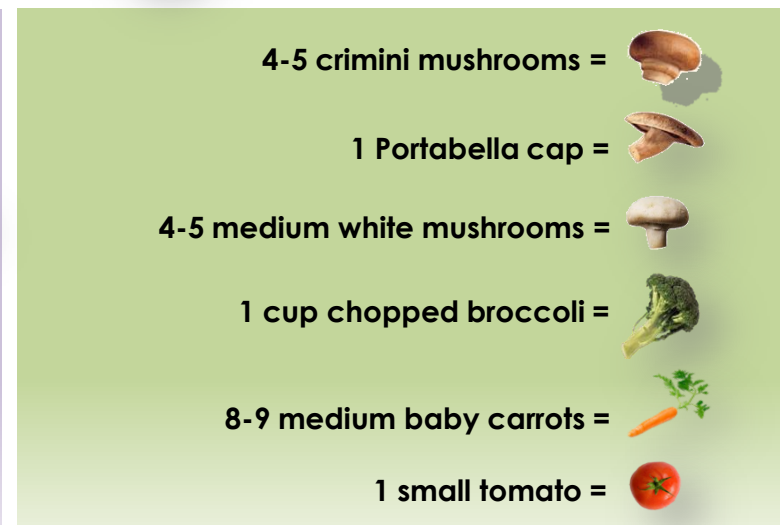 4-5 crimini mushrooms =
1 Portabella cap =
4-5 medium white mushrooms =
1 cup chopped broccoli =
8-9 medium baby carrots =
1 small tomato =